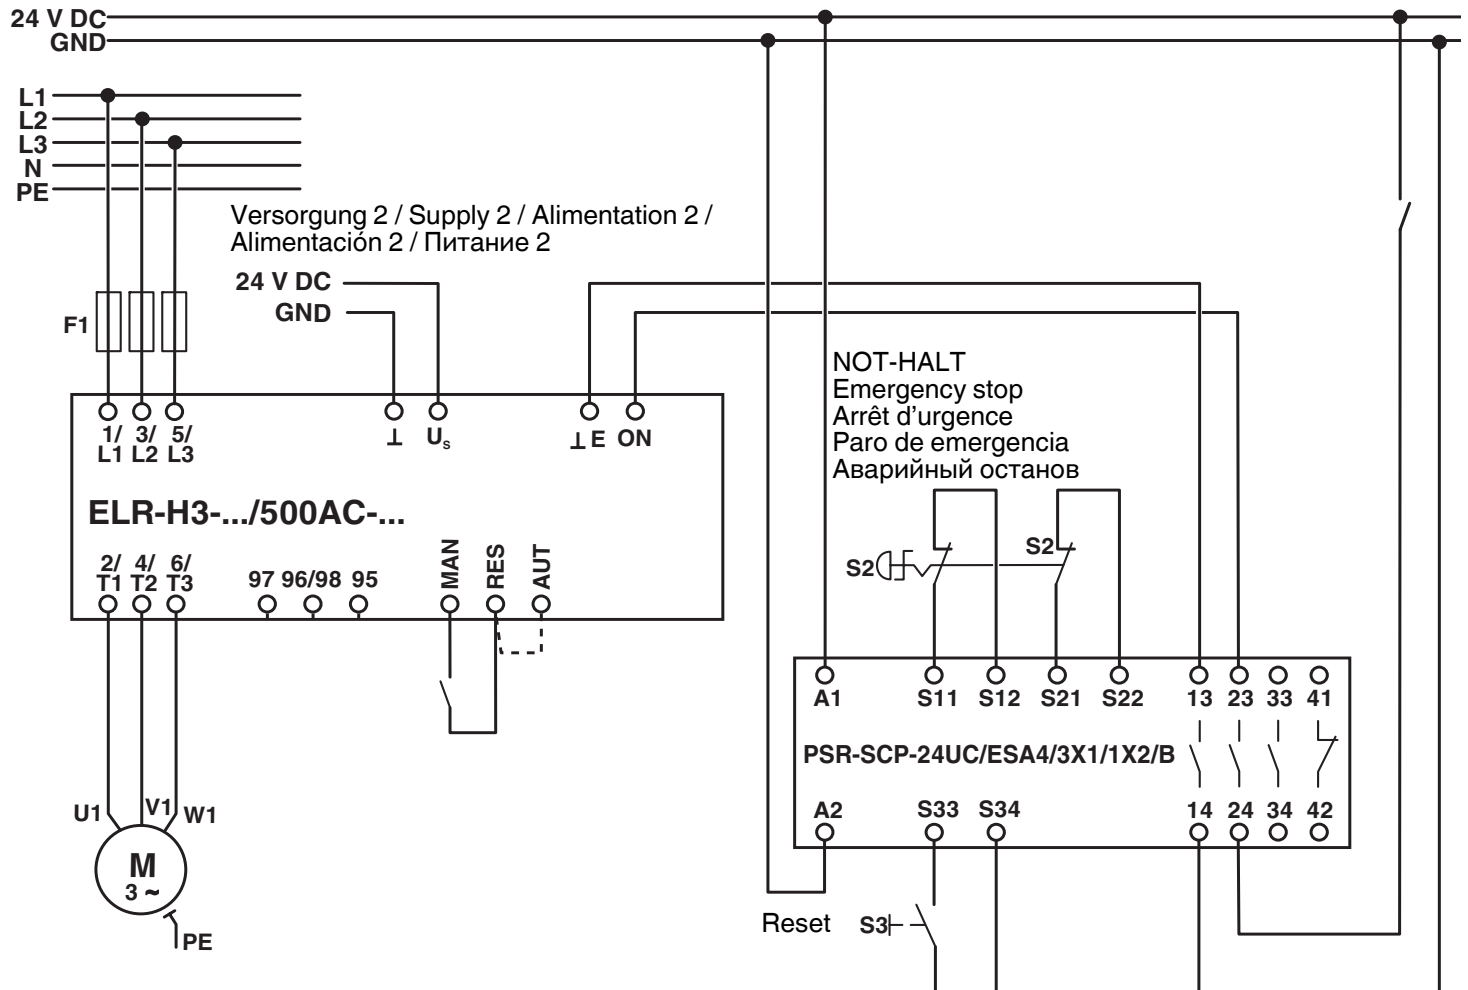 24 V DC
GND
L1
L2
L3
N
PE
Versorgung 2 / Supply 2 / Alimentation 2 /
Alimentación 2 / Питание 2
24 V DC
GND
F1
1/ 3/ 5/
L1 L2 L3
⊥ Us
⊥ E ON
ELR-H3-.../500AC-...
2/ 4/ 6/
T1 T2 T3
97 96/98 95
MAN
RES
AUT
U1 V1 W1
M
3 ~
PE
NOT-HALT
Emergency stop
Arrêt d'urgence
Paro de emergencia
Аварийный останов
S2
S2
A1 S11 S12 S21 S22 13 23 33 41
PSR-SCP-24UC/ESA4/3X1/1X2/B
A2 S33 S34 14 24 34 42
Reset S3